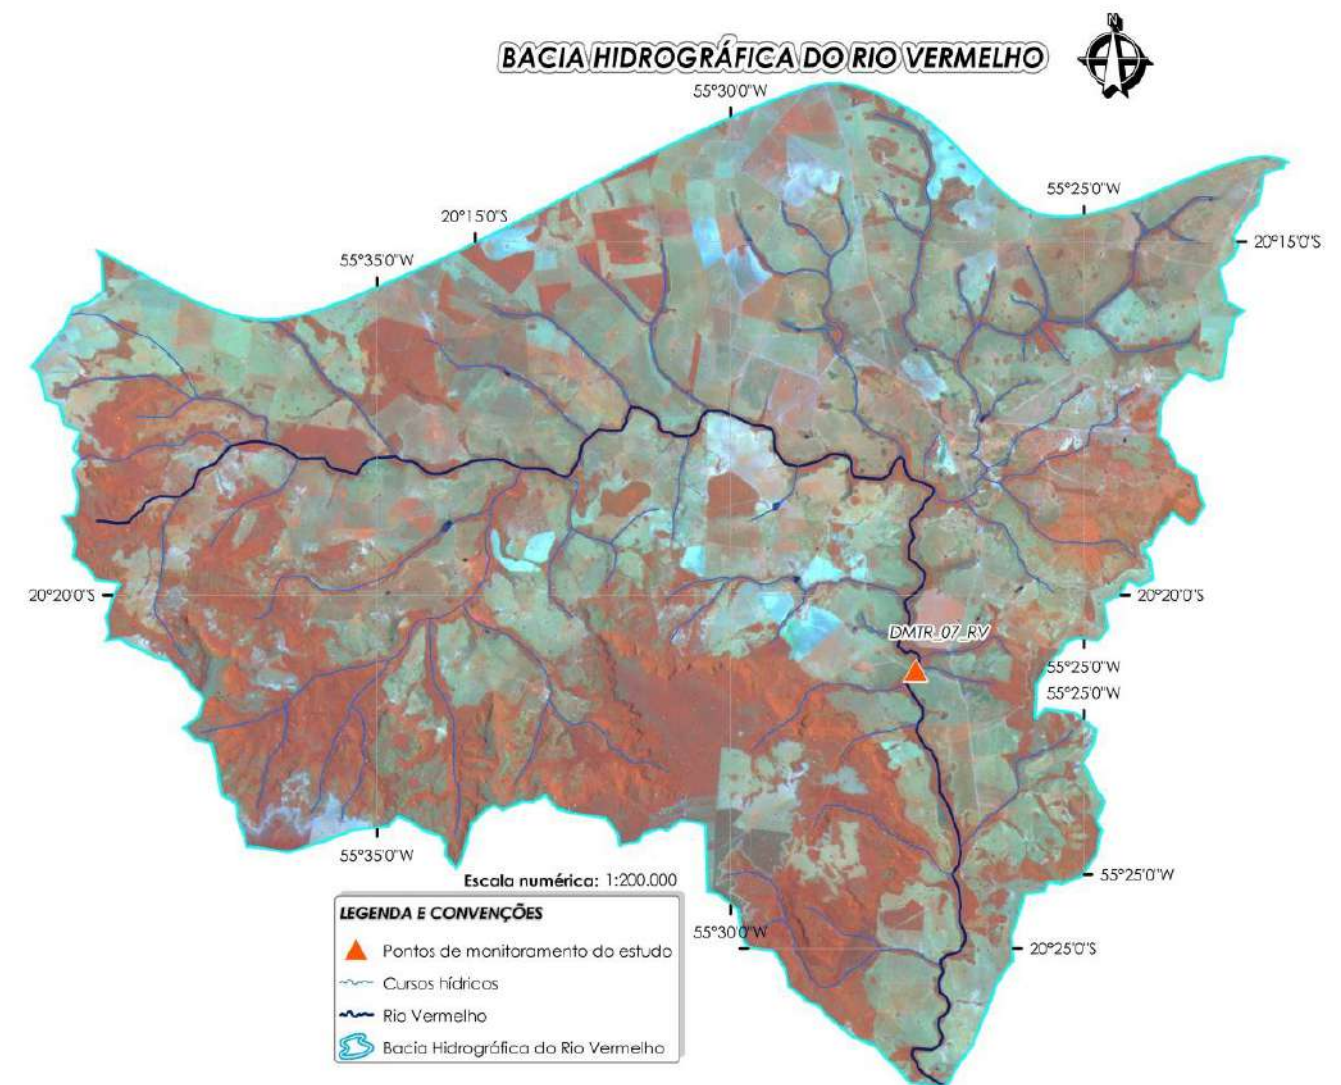 N
BACIA HIDROGRÁFICA DO RIO VERMELHO
55°30'0"W
55°25'0"W
20°15'0"S
20°15'0"S
55°35'0"W
20°20'0"S
20°20'0"S
DMTR_07_RV
55°25'0"W
55°25'0"W
55°35'0"W
55°25'0"W
Escala numérica: 1:200.000
LEGENDA E CONVENÇÕES
Pontos de monitoramento do estudo
Cursos hídricos
Rio Vermelho
Bacia Hidrográfica do Rio Vermelho
55°30'0"W
20°25'0"S